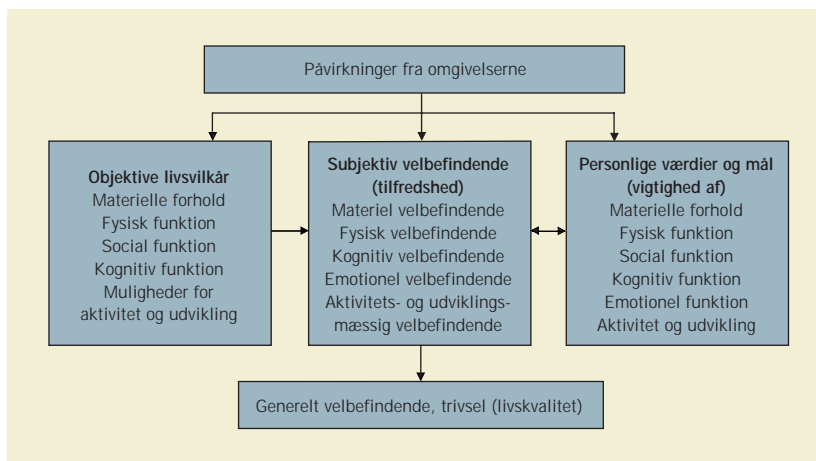 Påvirkninger fra omgivelserne
Objektive livsvilkår
Materielle forhold
Fysisk funktion
Social funktion
Kognitiv funktion
Muligheder for
aktivitet og udvikling
Subjektiv velbefindende
(tilfredshed)
Materiel velbefindende
Fysisk velbefindende
Kognitiv velbefindende
Emotionel velbefindende
Aktivitets- og udviklings-
mæssig velbefindende
Personlige værdier og mål
(vigtighed af)
Materielle forhold
Fysisk funktion
Social funktion
Kognitiv funktion
Emotionel funktion
Aktivitet og udvikling
Generelt velbefindende, trivsel (livskvalitet)